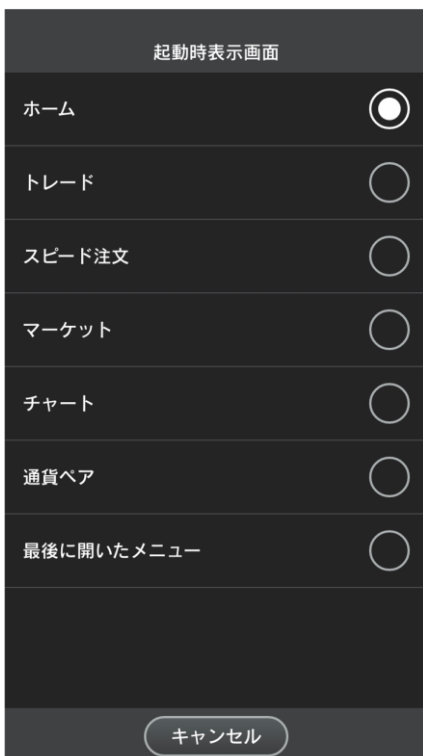 起動時表示画面
ホーム
トレード
スピード注文
マーケット
チャート
通貨ペア
最後に開いたメニュー
キャンセル